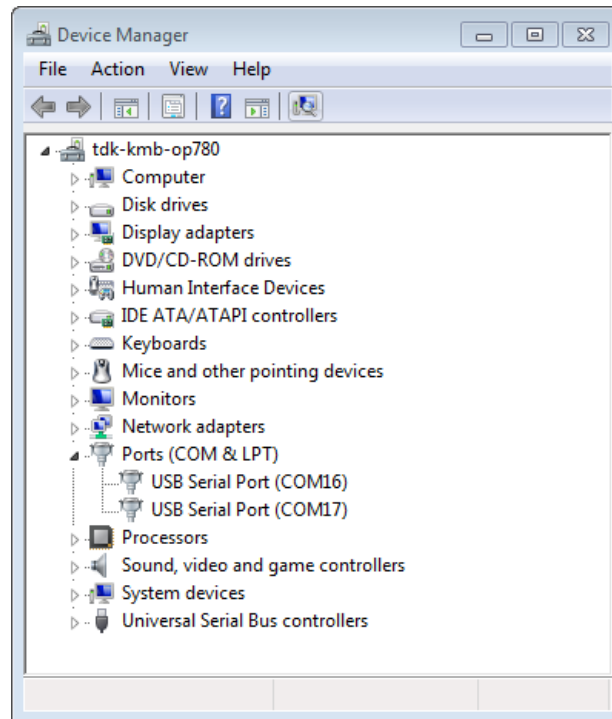 Device Manager
File Action View Help
tdk-kmb-op780
Computer
Disk drives
Display adapters
DVD/CD-ROM drives
Human Interface Devices
IDE ATA/ATAPI controllers
Keyboards
Mice and other pointing devices
Monitors
Network adapters
Ports (COM & LPT)
USB Serial Port (COM16)
USB Serial Port (COM17)
Processors
Sound, video and game controllers
System devices
Universal Serial Bus controllers